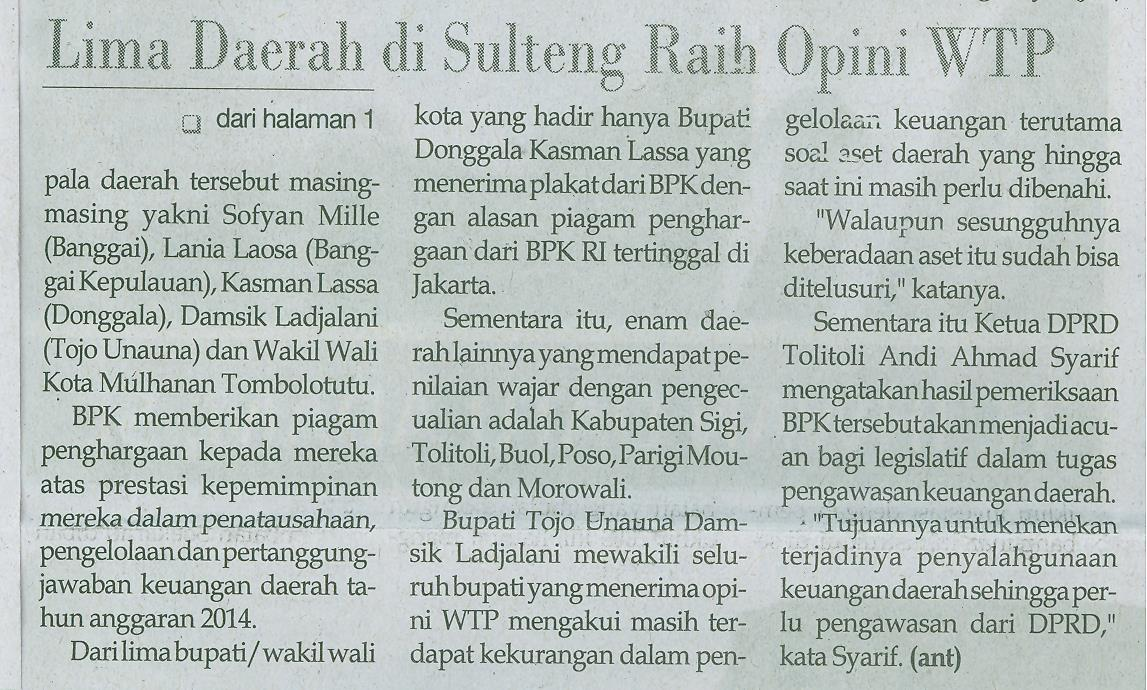 Lima Daerah di Sulteng Raih Opini WTP
dari halaman 1
pala daerah tersebut masing-
masing yakni Sofyan Mille
(Banggai), Lania Laosa (Bang-
gai Kepulauan), Kasman Lassa
(Donggala), Damsik Ladjalani
(Tojo Unauna) dan Wakil Wali
Kota Mulhanan Tombolotutu.
BPK memberikan piagam
penghargaan kepada mereka
atas prestasi kepemimpinan
mereka dalam penatausahaan,
pengelolaan dan pertanggung-
jawaban keuangan daerah ta-
hun anggaran 2014.
Dari lima bupati/wakil wali
kota yang hadir hanya Bupati
Donggala Kasman Lassa yang
menerima plakat dari BPK den-
gan alasan piagam penghar-
gaan dari BPK RI tertinggal di
Jakarta.
Sementara itu, enam dae-
rah lainnya yang mendapat pe-
nilaian wajar dengan pengec-
ualian adalah Kabupaten Sigi,
Tolitoli, Buol, Poso, Parigi Mou-
tong dan Morowali.
Bupati Tojo Unauna Dam-
sik Ladjalani mewakili selu-
ruh bupati yang menerima opi-
ni WTP mengakui masih ter-
dapat kekurangan dalam pen-
gelolaan keuangan terutama
soal aset daerah yang hingga
saat ini masih perlu dibenahi.
"Walaupun sesungguhnya
keberadaan aset itu sudah bisa
ditelusuri," katanya.
Sementara itu Ketua DPRD
Tolitoli Andi Ahmad Syarif
mengatakan hasil pemeriksaan
BPK tersebut akan menjadi acu-
an bagi legislatif dalam tugas
pengawasan keuangan daerah.
"Tujuannya untuk menekan
terjadinya penyalahgunaan
keuangan daerah sehingga per-
lu pengawasan dari DPRD,"
kata Syarif. (ant)